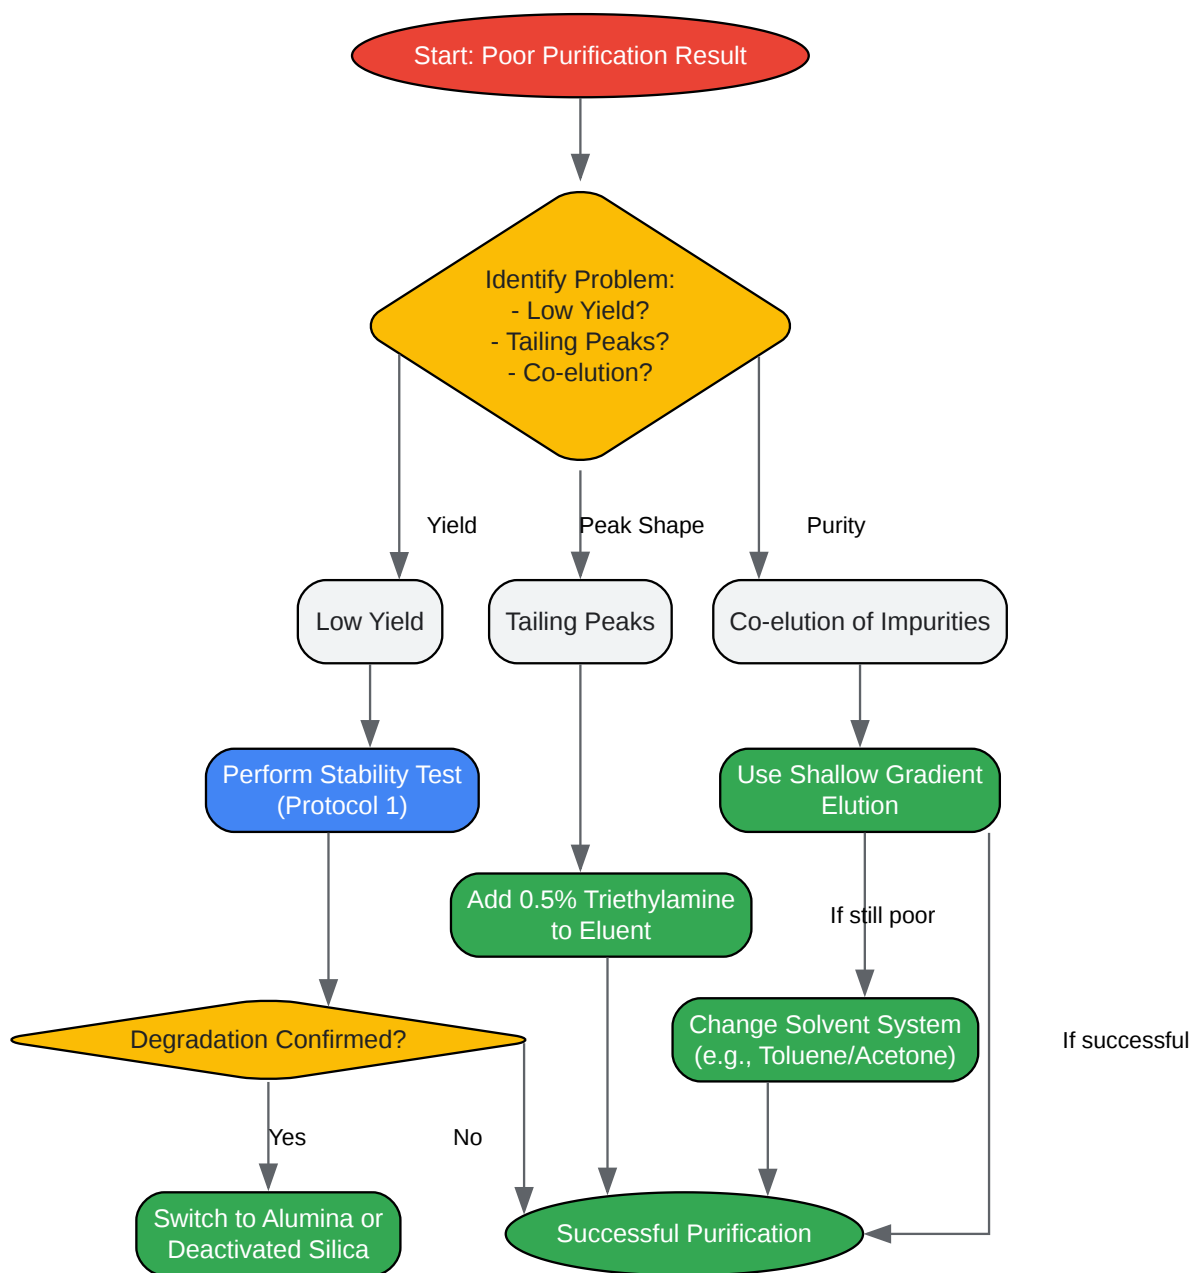 Start: Poor Purification Result
Identify Problem:
- Low Yield?
- Tailing Peaks?
- Co-elution?
Yield
Peak Shape
Purity
Low Yield
Tailing Peaks
Co-elution of Impurities
Perform Stability Test
(Protocol 1)
Use Shallow Gradient
Elution
Add 0.5% Triethylamine
to Eluent
If still poor
Degradation Confirmed?
Change Solvent System
(e.g., Toluene/Acetone)
If successful
Yes
No
Switch to Alumina or
Deactivated Silica
Successful Purification